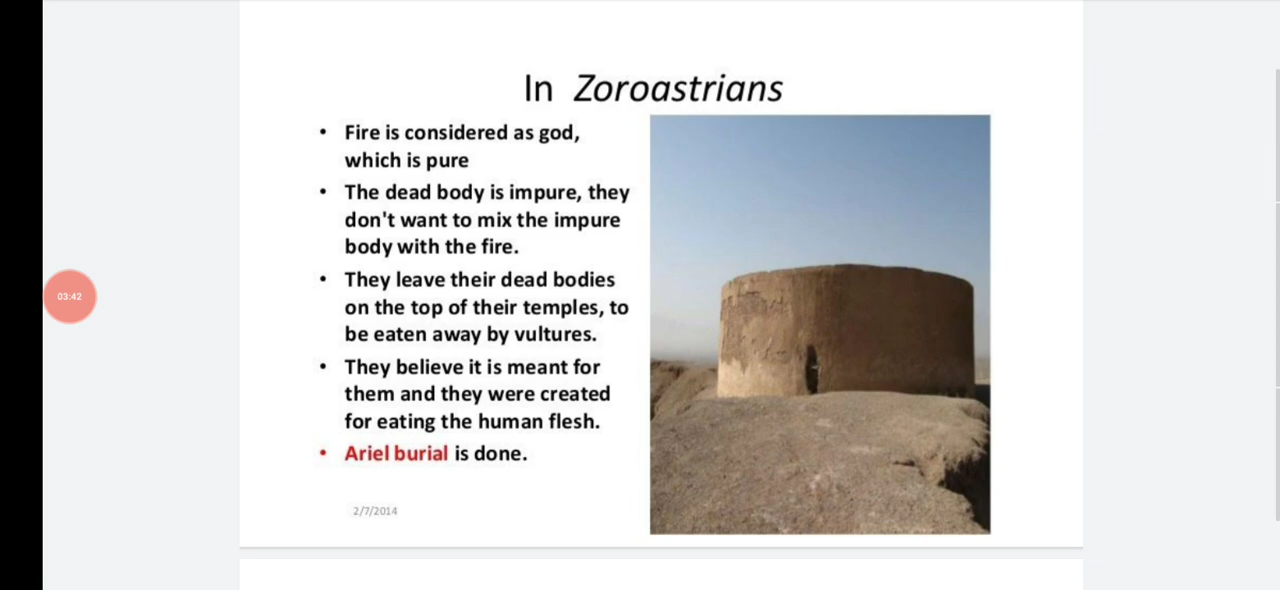 In Zoroastrians
• Fire is considered as god,
which is pure
• The dead body is impure, they
don't want to mix the impure
body with the fire.
• They leave their dead bodies
on the top of their temples, to
be eaten away by vultures.
• They believe it is meant for
them and they were created
for eating the human flesh.
• Ariel burial is done.
2/7/2014
03:42